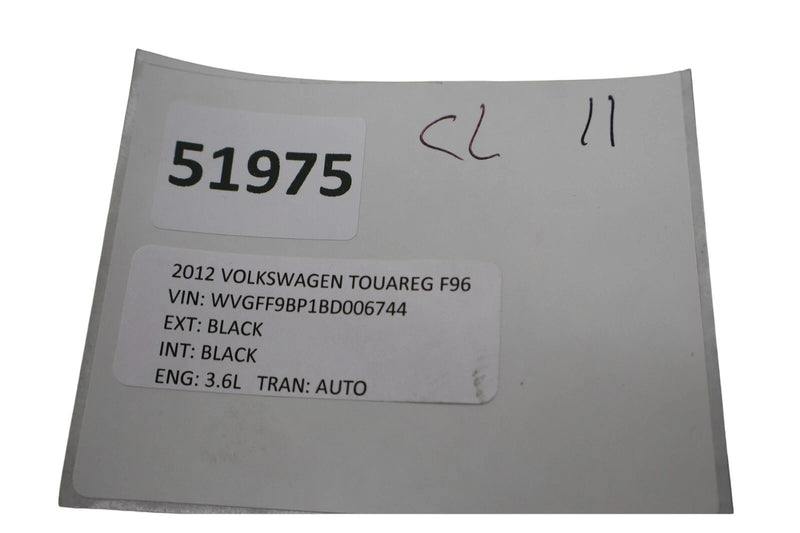 CL 11
51975
2012 VOLKSWAGEN TOUAREG F96
VIN: WVGFF9BP1BD006744
EXT: BLACK
INT: BLACK
ENG: 3.6L TRAN: AUTO